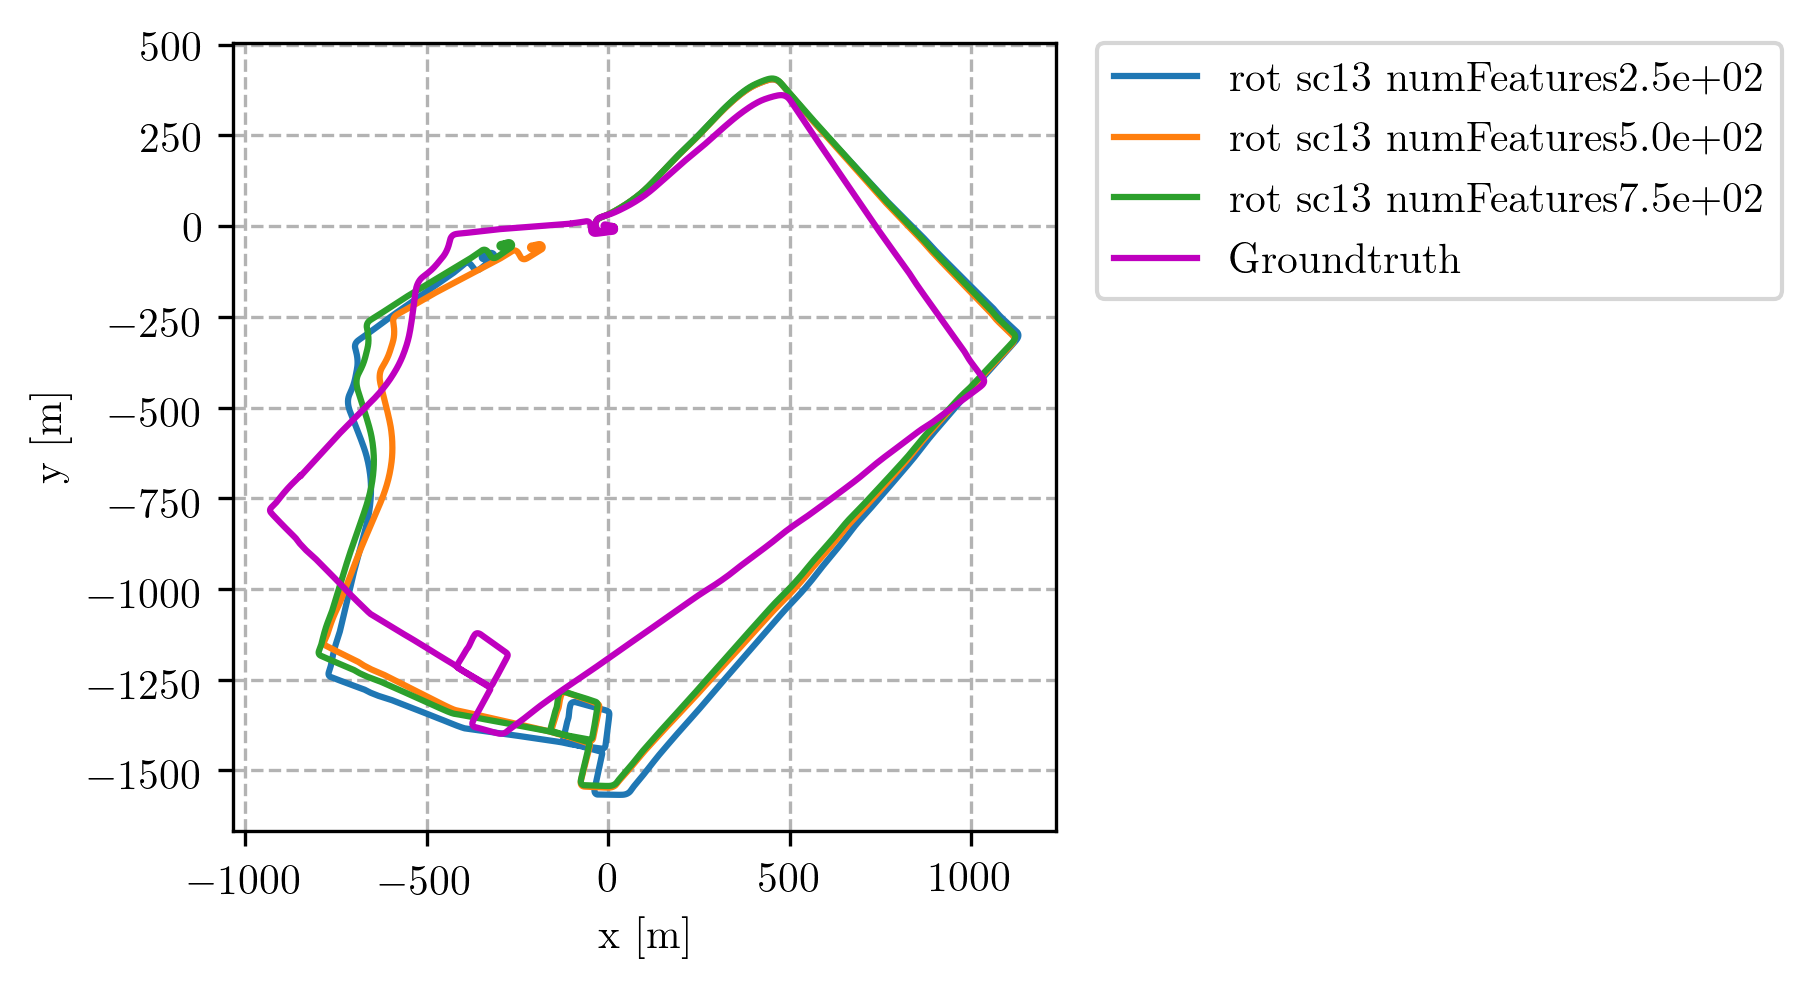 500
250
0
−250
−500
−750
−1000
−1250
−1500
y [m]
−1000
−500
0
500
1000
x [m]
rot sc13 numFeatures2.5e+02
rot sc13 numFeatures5.0e+02
rot sc13 numFeatures7.5e+02
Groundtruth